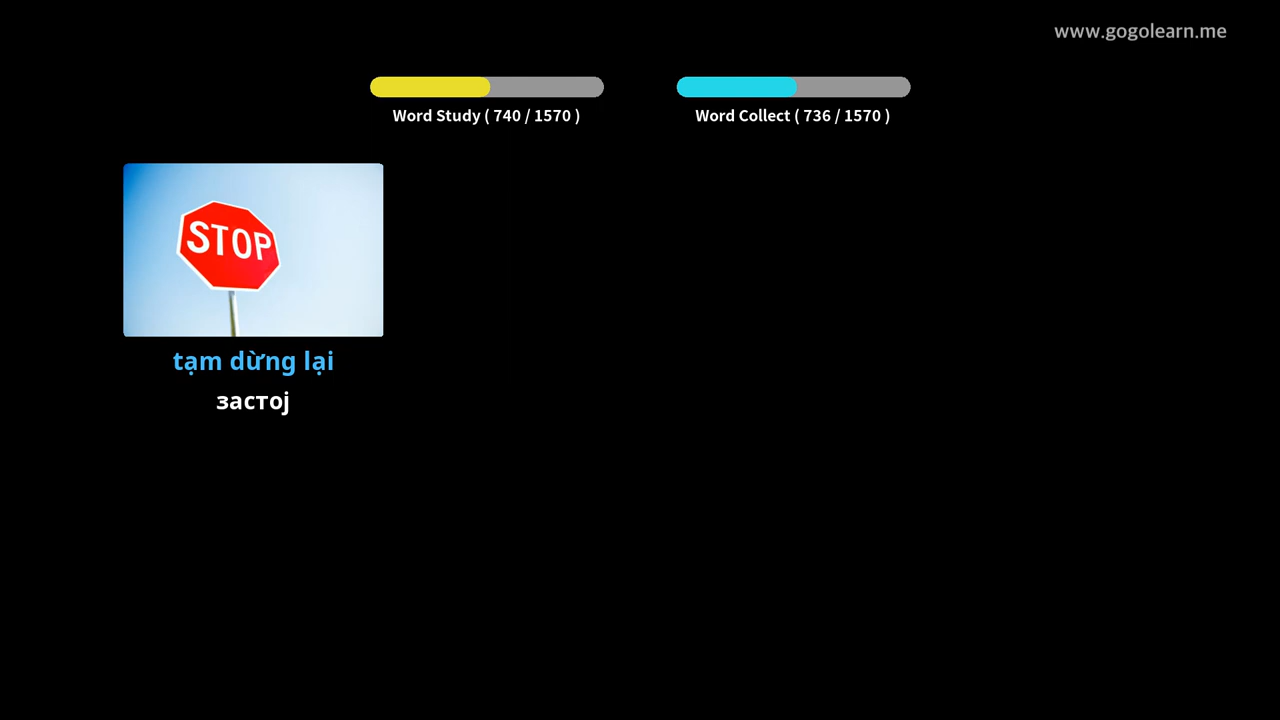 www.gogolearn.me
Word Study ( 740 / 1570 )
Word Collect ( 736 / 1570 )
STOP
tạm dừng lại
застој